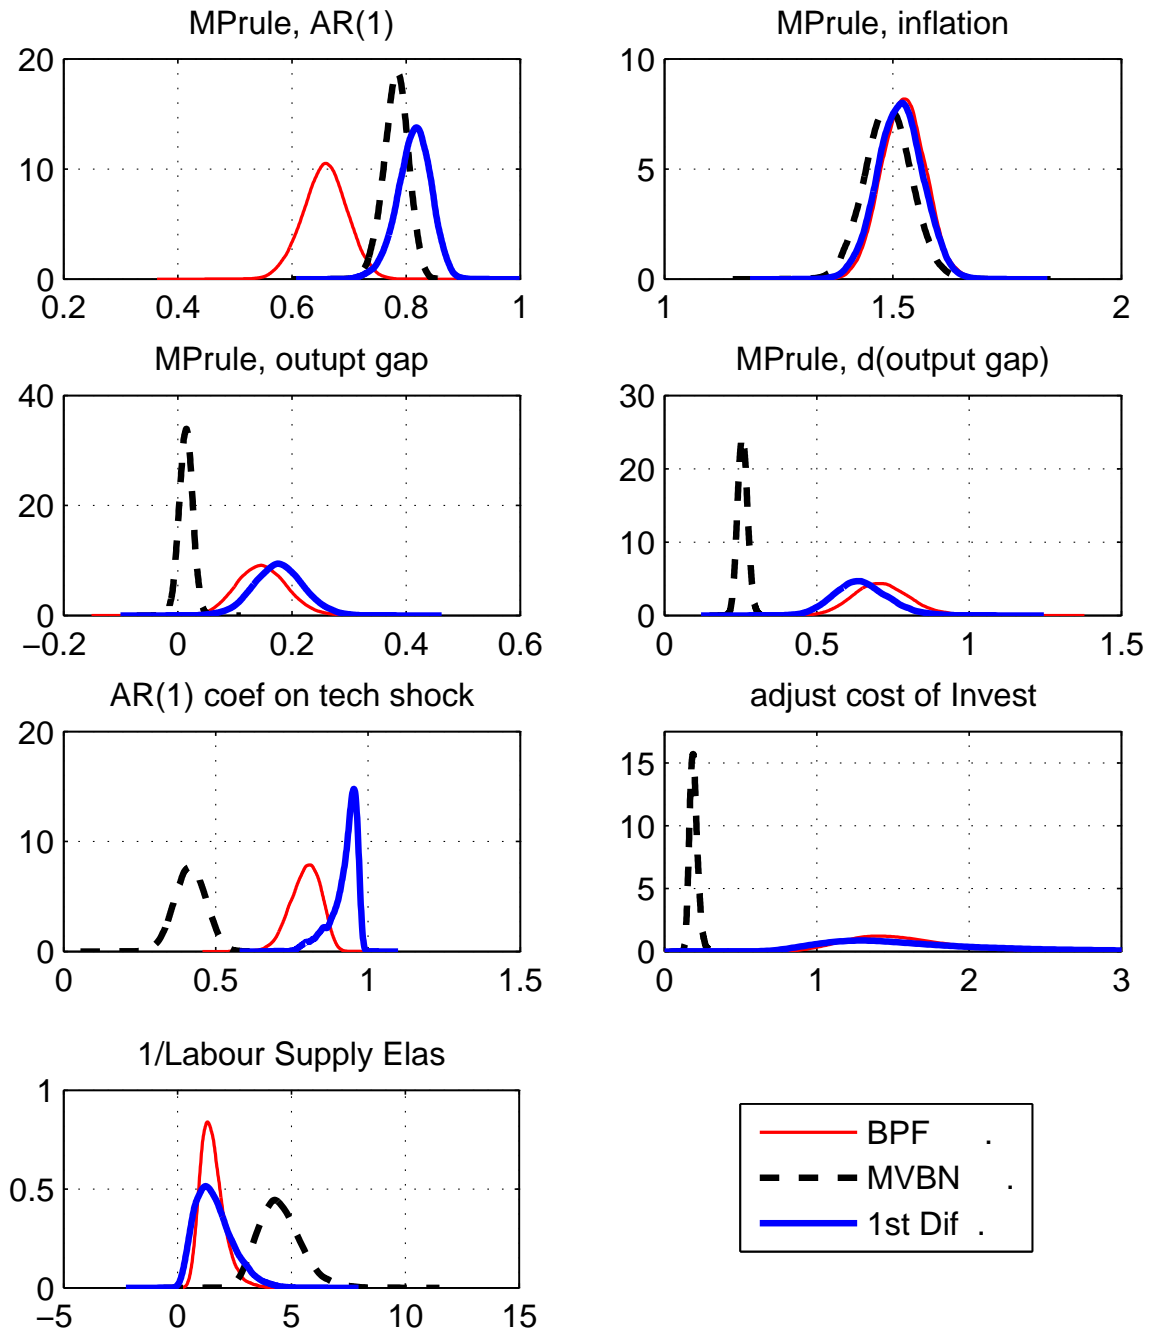 MPrule, AR(1)
20
10
0
0.2 0.4 0.6 0.8 1
MPrule, inflation
10
5
0
1 1.5 2
MPrule, outupt gap
40
20
0
−0.2 0 0.2 0.4 0.6
MPrule, d(output gap)
30
20
10
0
0 0.5 1 1.5
AR(1) coef on tech shock
20
10
0
0 0.5 1 1.5
adjust cost of Invest
15
10
5
0
0 1 2 3
1/Labour Supply Elas
1
0.5
0
−5 0 5 10 15
BPF .
MVBN .
1st Dif .